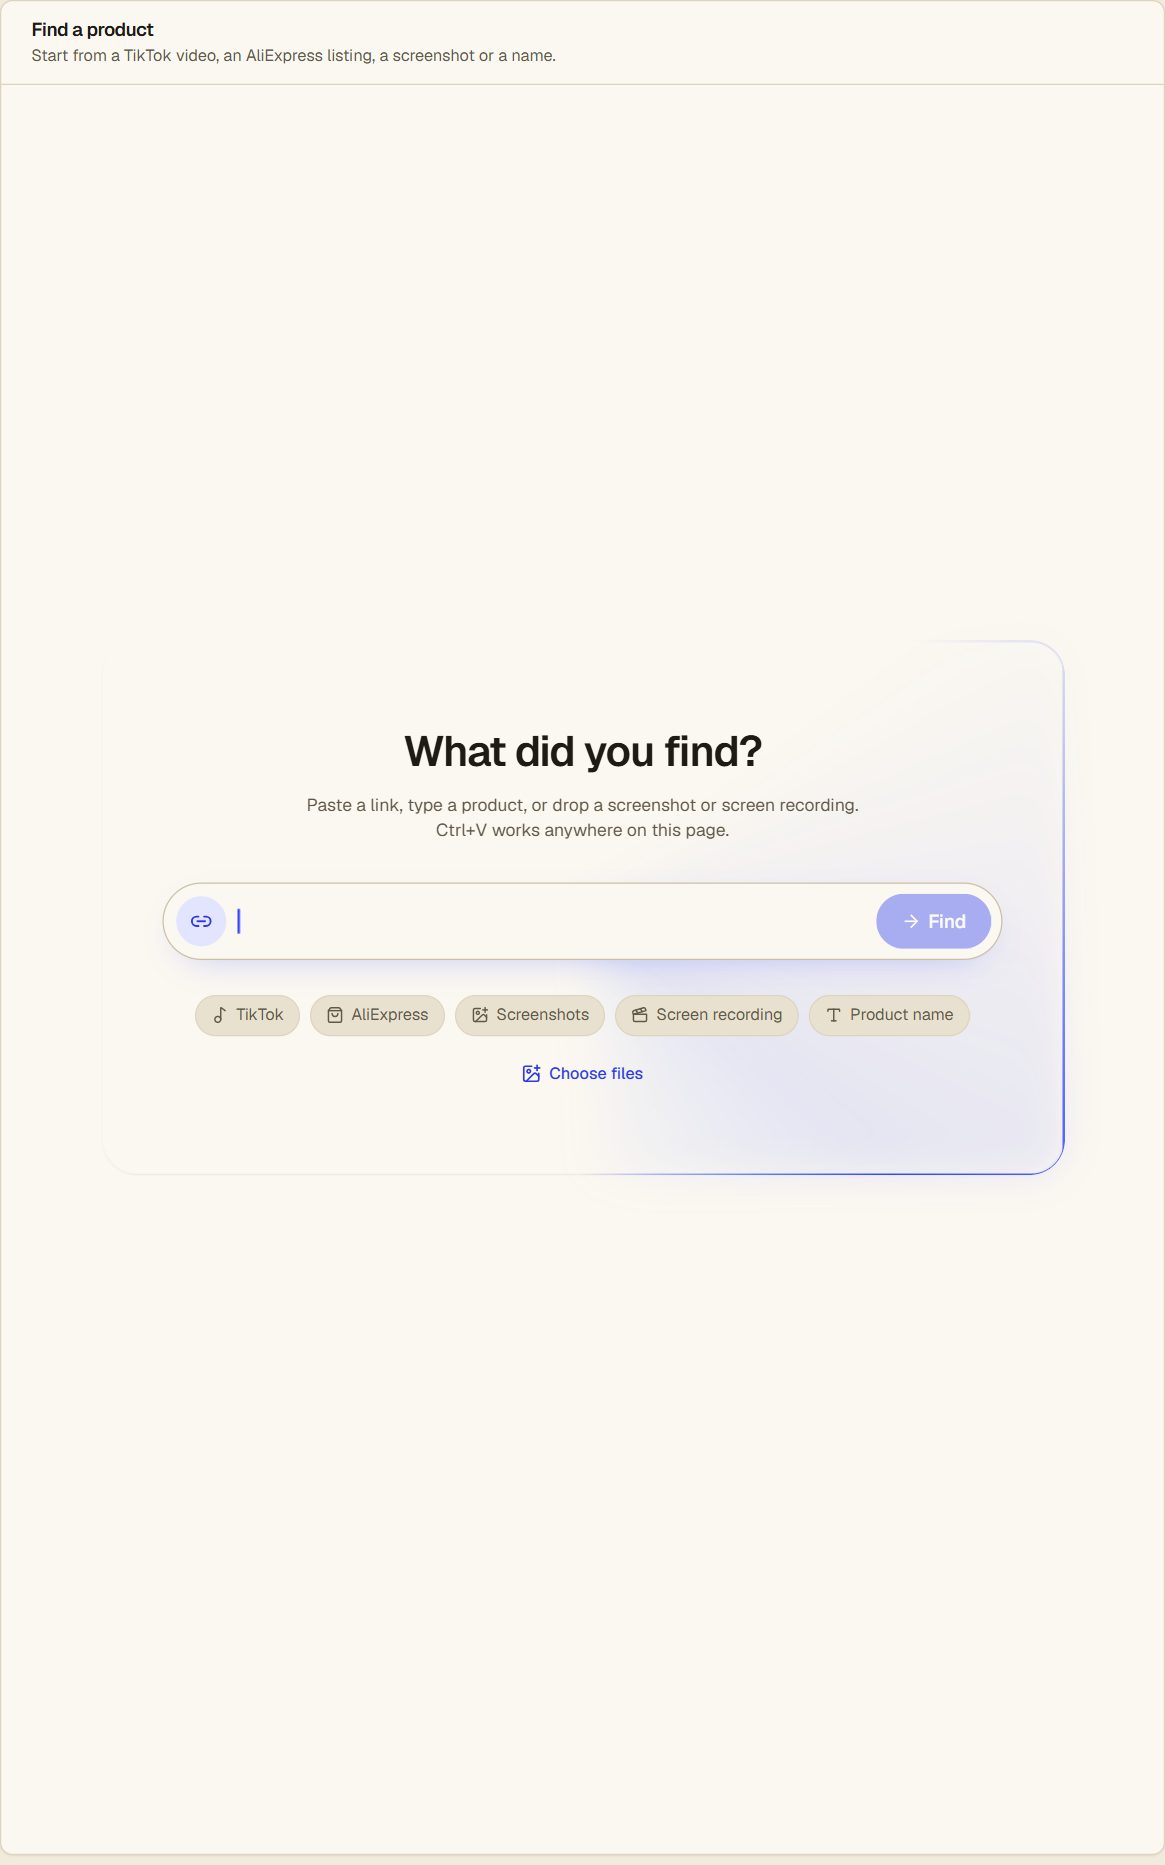 Find a product
Start from a TikTok video, an AliExpress listing, a screenshot or a name.
What did you find?
Paste a link, type a product, or drop a screenshot or screen recording.
Ctrl+V works anywhere on this page.
Find
TikTok
AliExpress
Screenshots
Screen recording
Product name
Choose files